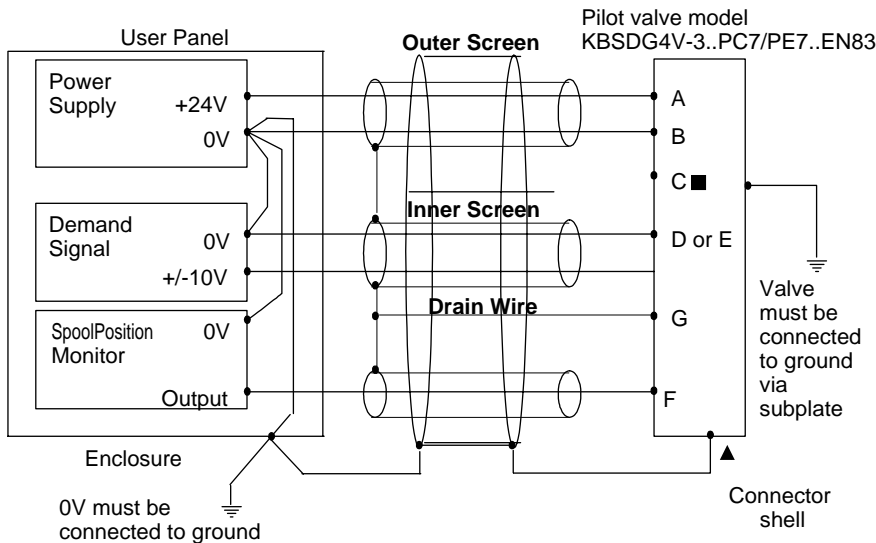 Pilot valve model
User Panel
Outer Screen
KBSDG4V-3..PC7/PE7..EN83
Power
Supply
+24V
0V
A
B
C
Inner Screen
Demand
Signal
0V
+/-10V
D or E
Drain Wire
G
SpoolPosition
Monitor
0V
Output
F
Valve
must be
connected
to ground
via
subplate
Enclosure
0V must be
connected to ground
Connector
shell